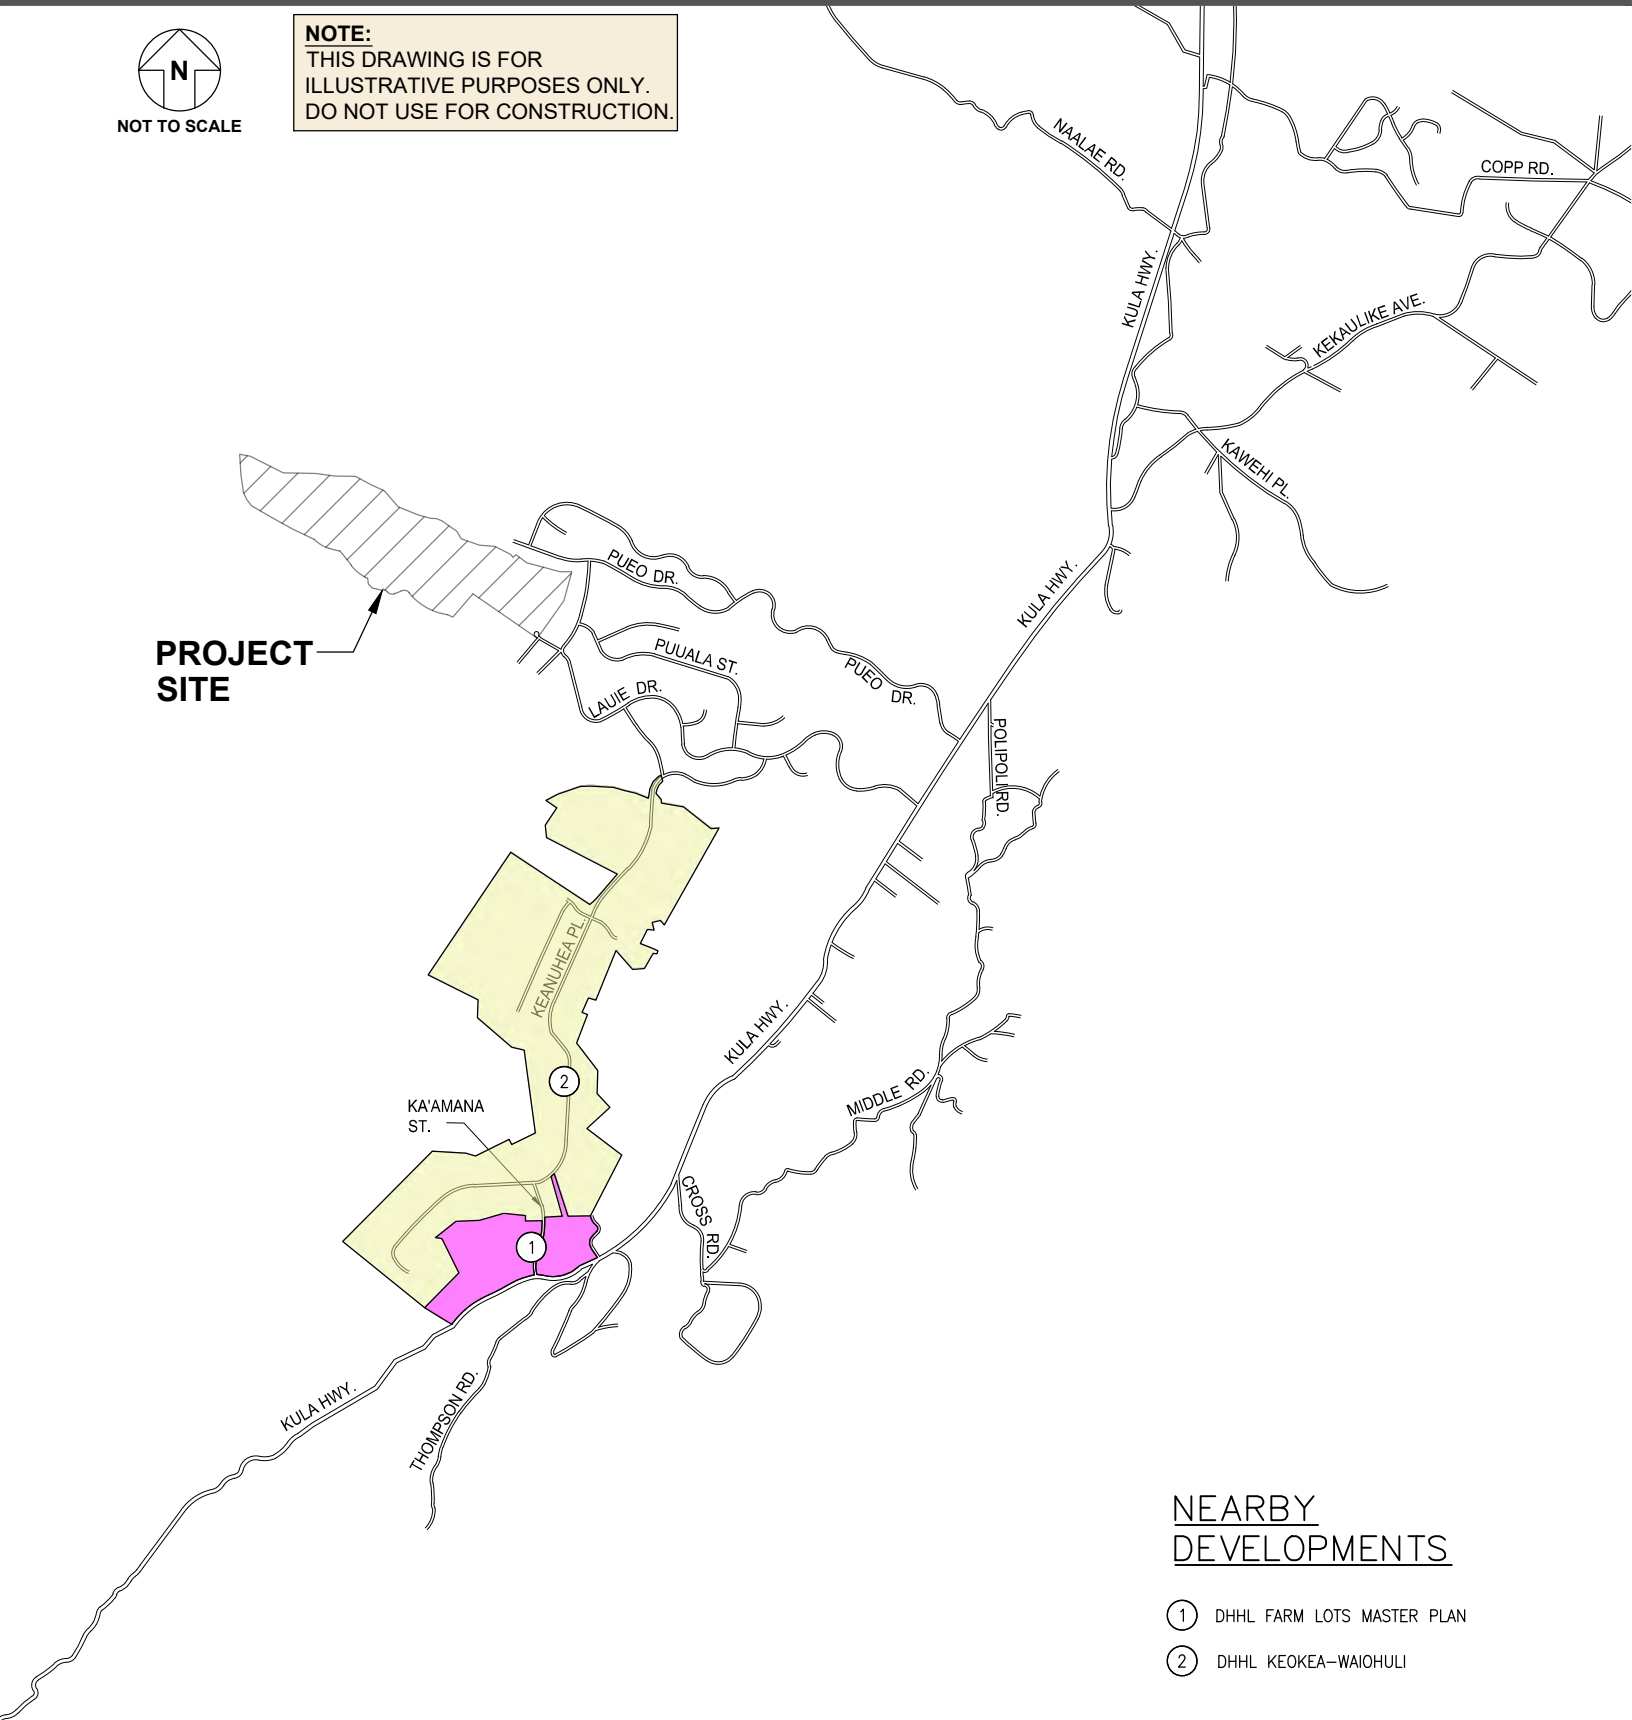 N
NOT TO SCALE
NOTE:
THIS DRAWING IS FOR
ILLUSTRATIVE PURPOSES ONLY.
DO NOT USE FOR CONSTRUCTION.
NAALAE RD.
COPP RD.
KULA HWY.
KEKAULIKE AVE.
KAWEHI PL.
PUEO DR.
KULA HWY.
PROJECT
SITE
PUUALA ST.
PUEO DR.
LAUIE DR.
POLIPOLI RD.
KEANUHEA PL.
KULA HWY.
2
MIDDLE RD.
KA'AMANA
ST.
CROSS RD.
1
KULA HWY.
THOMPSON RD.
NEARBY
DEVELOPMENTS
1 DHHL FARM LOTS MASTER PLAN
2 DHHL KEOKEA-WAIOHULI